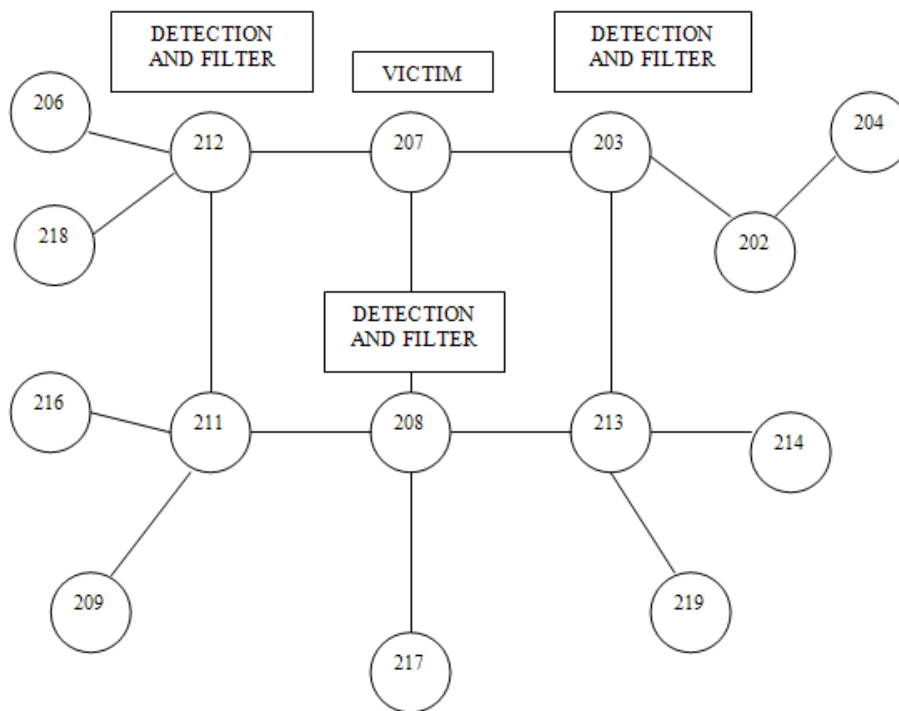 DETECTION
AND FILTER
VICTIM
DETECTION
AND FILTER
206
212
207
203
204
218
202
DETECTION
AND FILTER
216
211
208
213
214
209
219
217